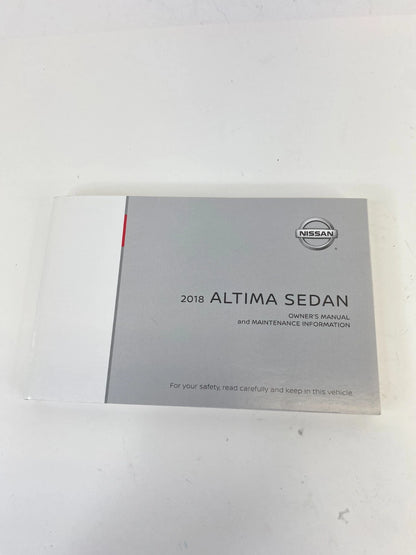 NISSAN
2018 ALTIMA SEDAN
OWNER'S MANUAL
and MAINTENANCE INFORMATION
For your safety, read carefully and keep in this vehicle.